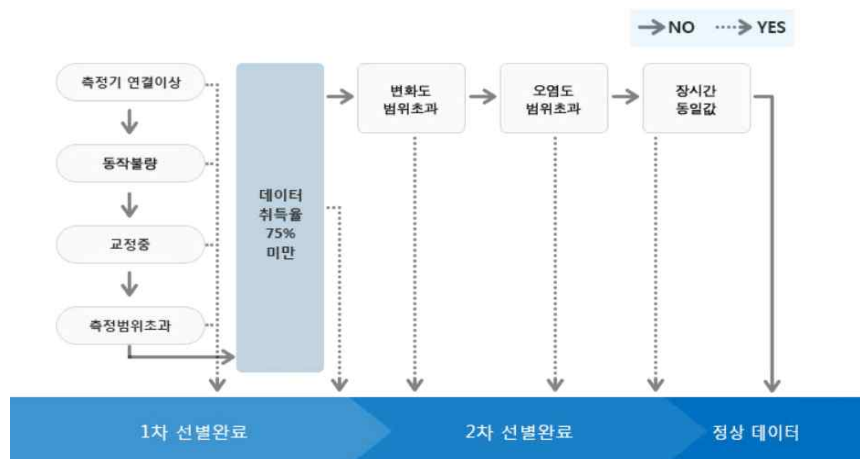 NO
YES
측정기 연결이상
동작불량
교정중
측정범위초과
데이터
취득율
75%
미만
변화도
범위초과
오염도
범위초과
장시간
동일값
1차 선별완료
2차 선별완료
정상 데이터